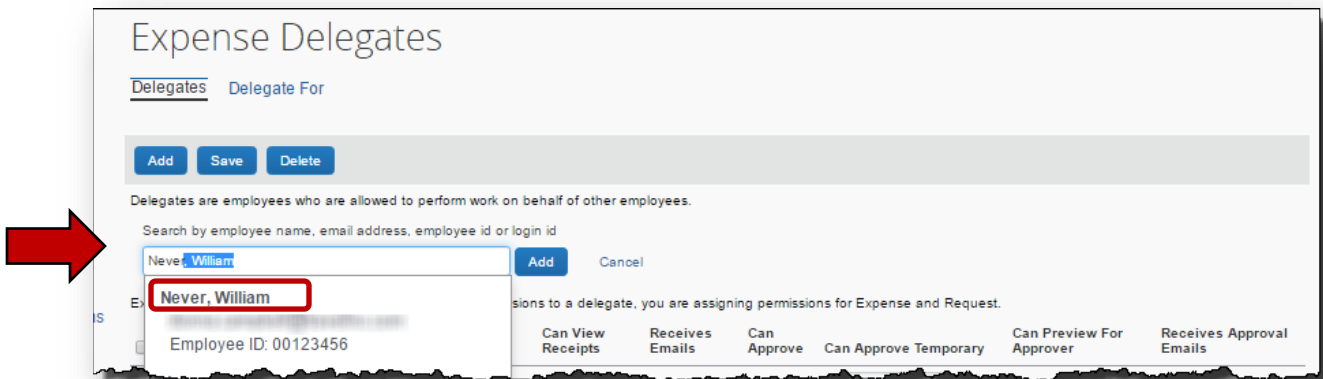 Expense Delegates
Delegates Delegate For
Add Save Delete
Delegates are employees who are allowed to perform work on behalf of other employees.
Search by employee name, email address, employee id or login id
Never, William Add Cancel
Never, William
Ex sions to a delegate, you are assigning permissions for Expense and Request.
Employee ID: 00123456
Can View Receipts Receives Emails Can Approve Can Approve Temporary Can Preview For Approver Receives Approval Emails